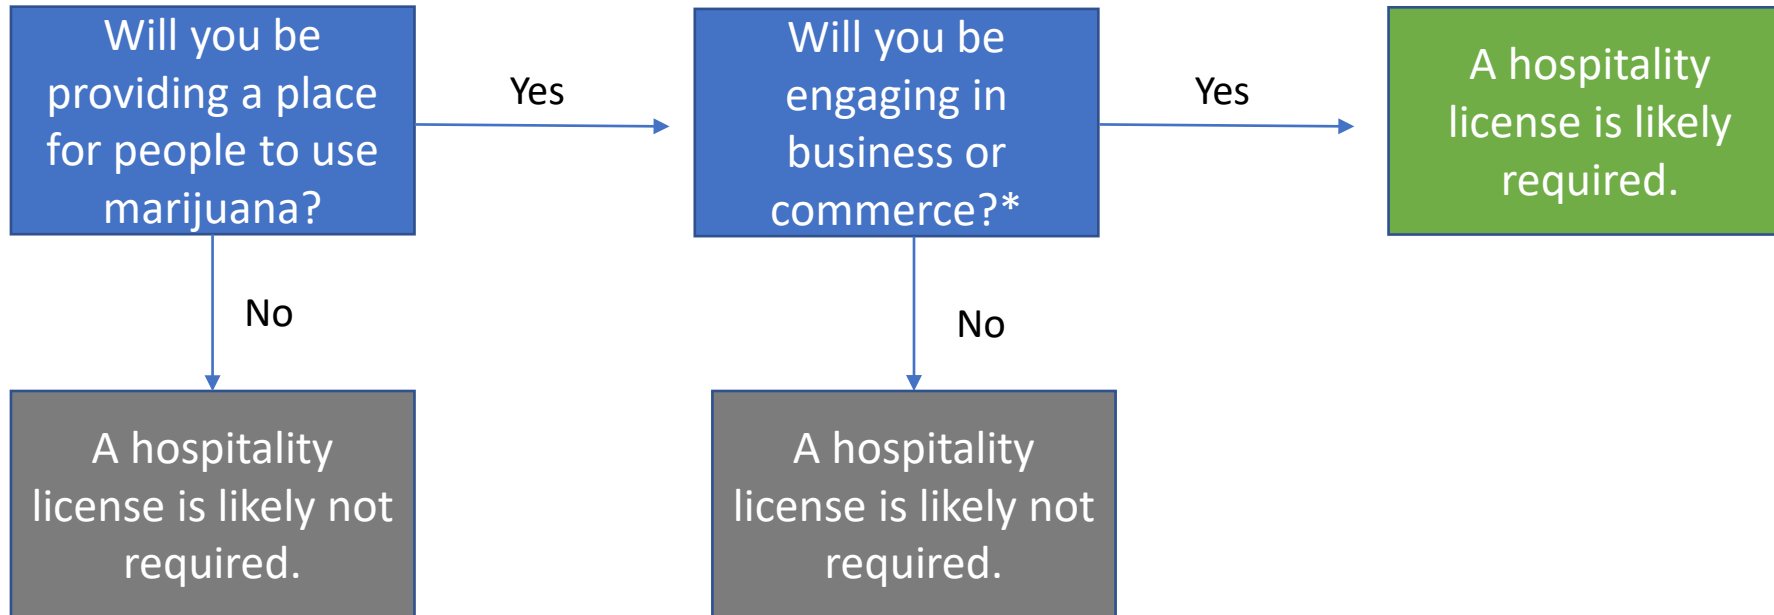 Will you be
providing a place
for people to use
marijuana?
Yes
Will you be
engaging in
business or
commerce?*
Yes
A hospitality
license is likely
required.
No
No
A hospitality
license is likely not
required.
A hospitality
license is likely not
required.